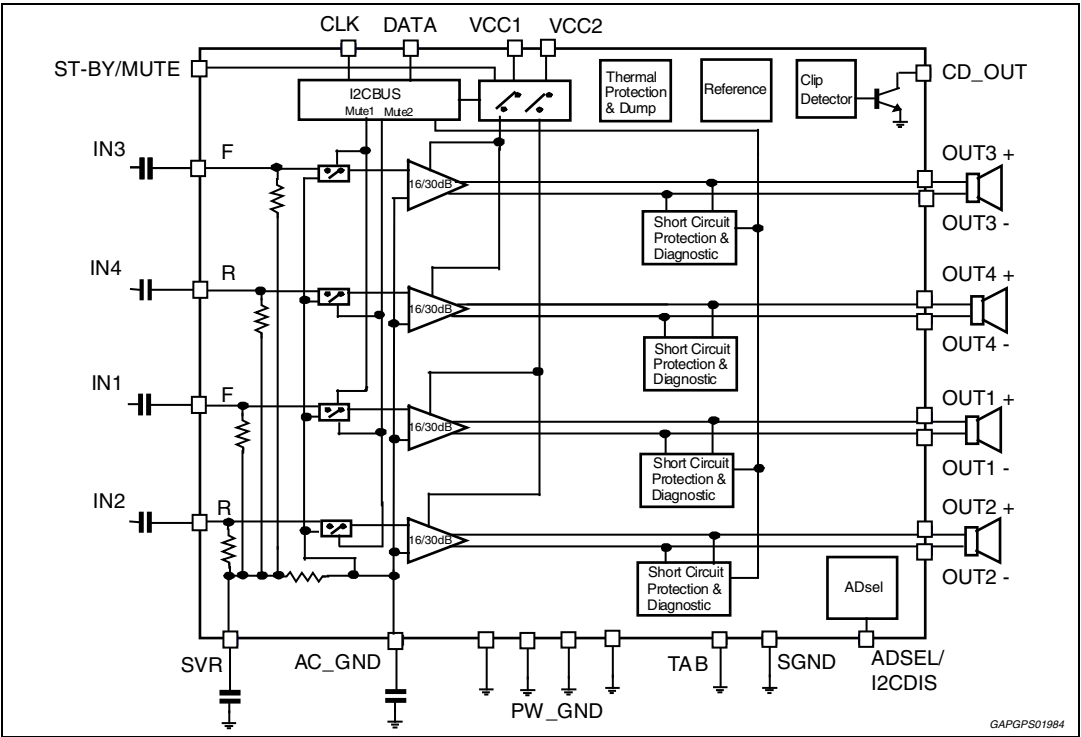 CLK DATA VCC1 VCC2
ST-BY/MUTE
I2CBUS
Mute1 Mute2
Thermal
Protection
& Dump
Reference
Clip
Detector
CD_OUT
IN3
F
16/30dB
OUT3 +
OUT3 -
Short Circuit
Protection &
Diagnostic
IN4
R
16/30dB
OUT4 +
OUT4 -
Short Circuit
Protection &
Diagnostic
IN1
F
16/30dB
OUT1 +
OUT1 -
Short Circuit
Protection &
Diagnostic
IN2
R
16/30dB
OUT2 +
OUT2 -
Short Circuit
Protection &
Diagnostic
ADsel
SVR
AC_GND
PW_GND
TAB
SGND
ADSEL/
I2CDIS
GAPGPS01984